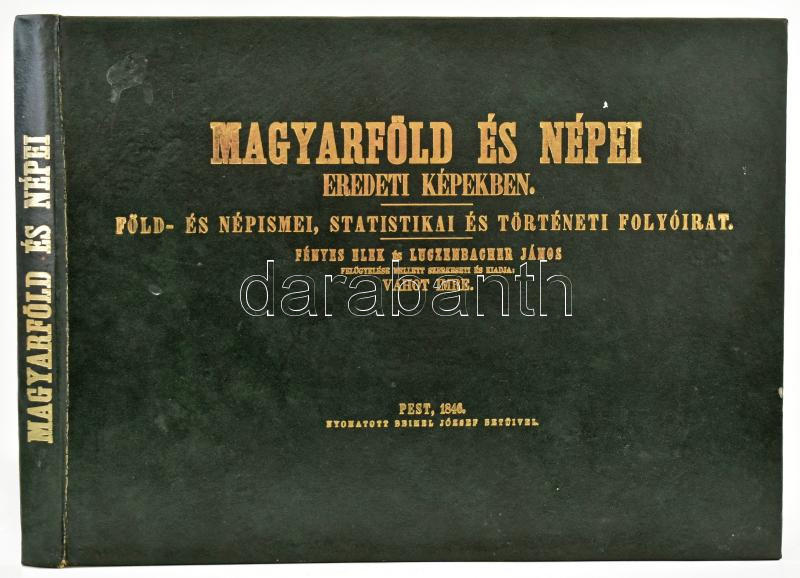 MAGYARFÖLD ÉS NÉPEI
MAGYARFÖLD ÉS NÉPEI
EREDETI KÉPEKBEN.
FÖLD- ÉS NÉPISMEI, STATISTIKAI ÉS TÖRTÉNETI FOLYÓIRAT.
FÉNYES ELEK és LUCZENBACHER JÁNOS
FELÜGYELÉSE MELLETT SZERKESZTI ÉS KIADJA:
VAHOT IMRE.
darabanth
PEST, 1846.
NYOMATOTT BEIMEL JÓZSEF BETŰIVEL.